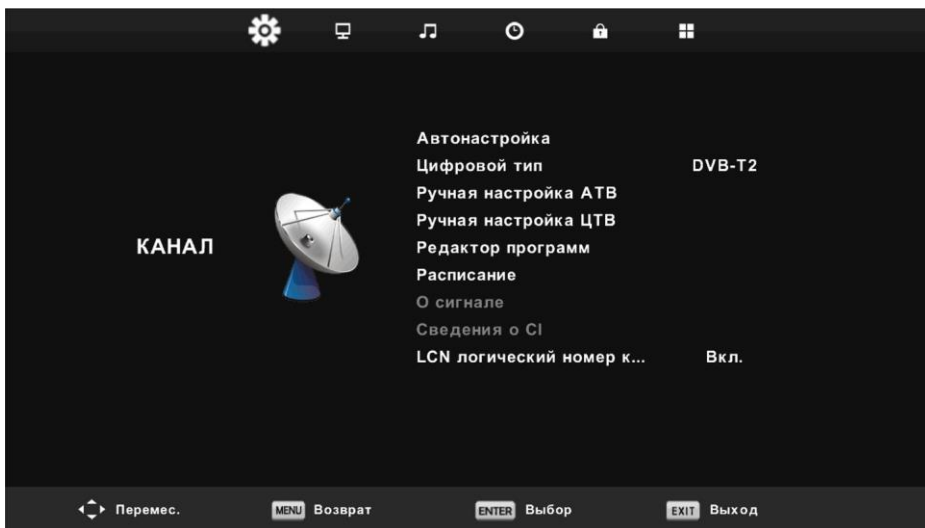 Автонастройка
Цифровой тип DVB-T2
Ручная настройка АТВ
Ручная настройка ЦТВ
КАНАЛ
Редактор программ
Расписание
О сигнале
Сведения о CI
LCN логический номер к... Вкл.
Перемес. MENU Возврат ENTER Выбор EXIT Выход